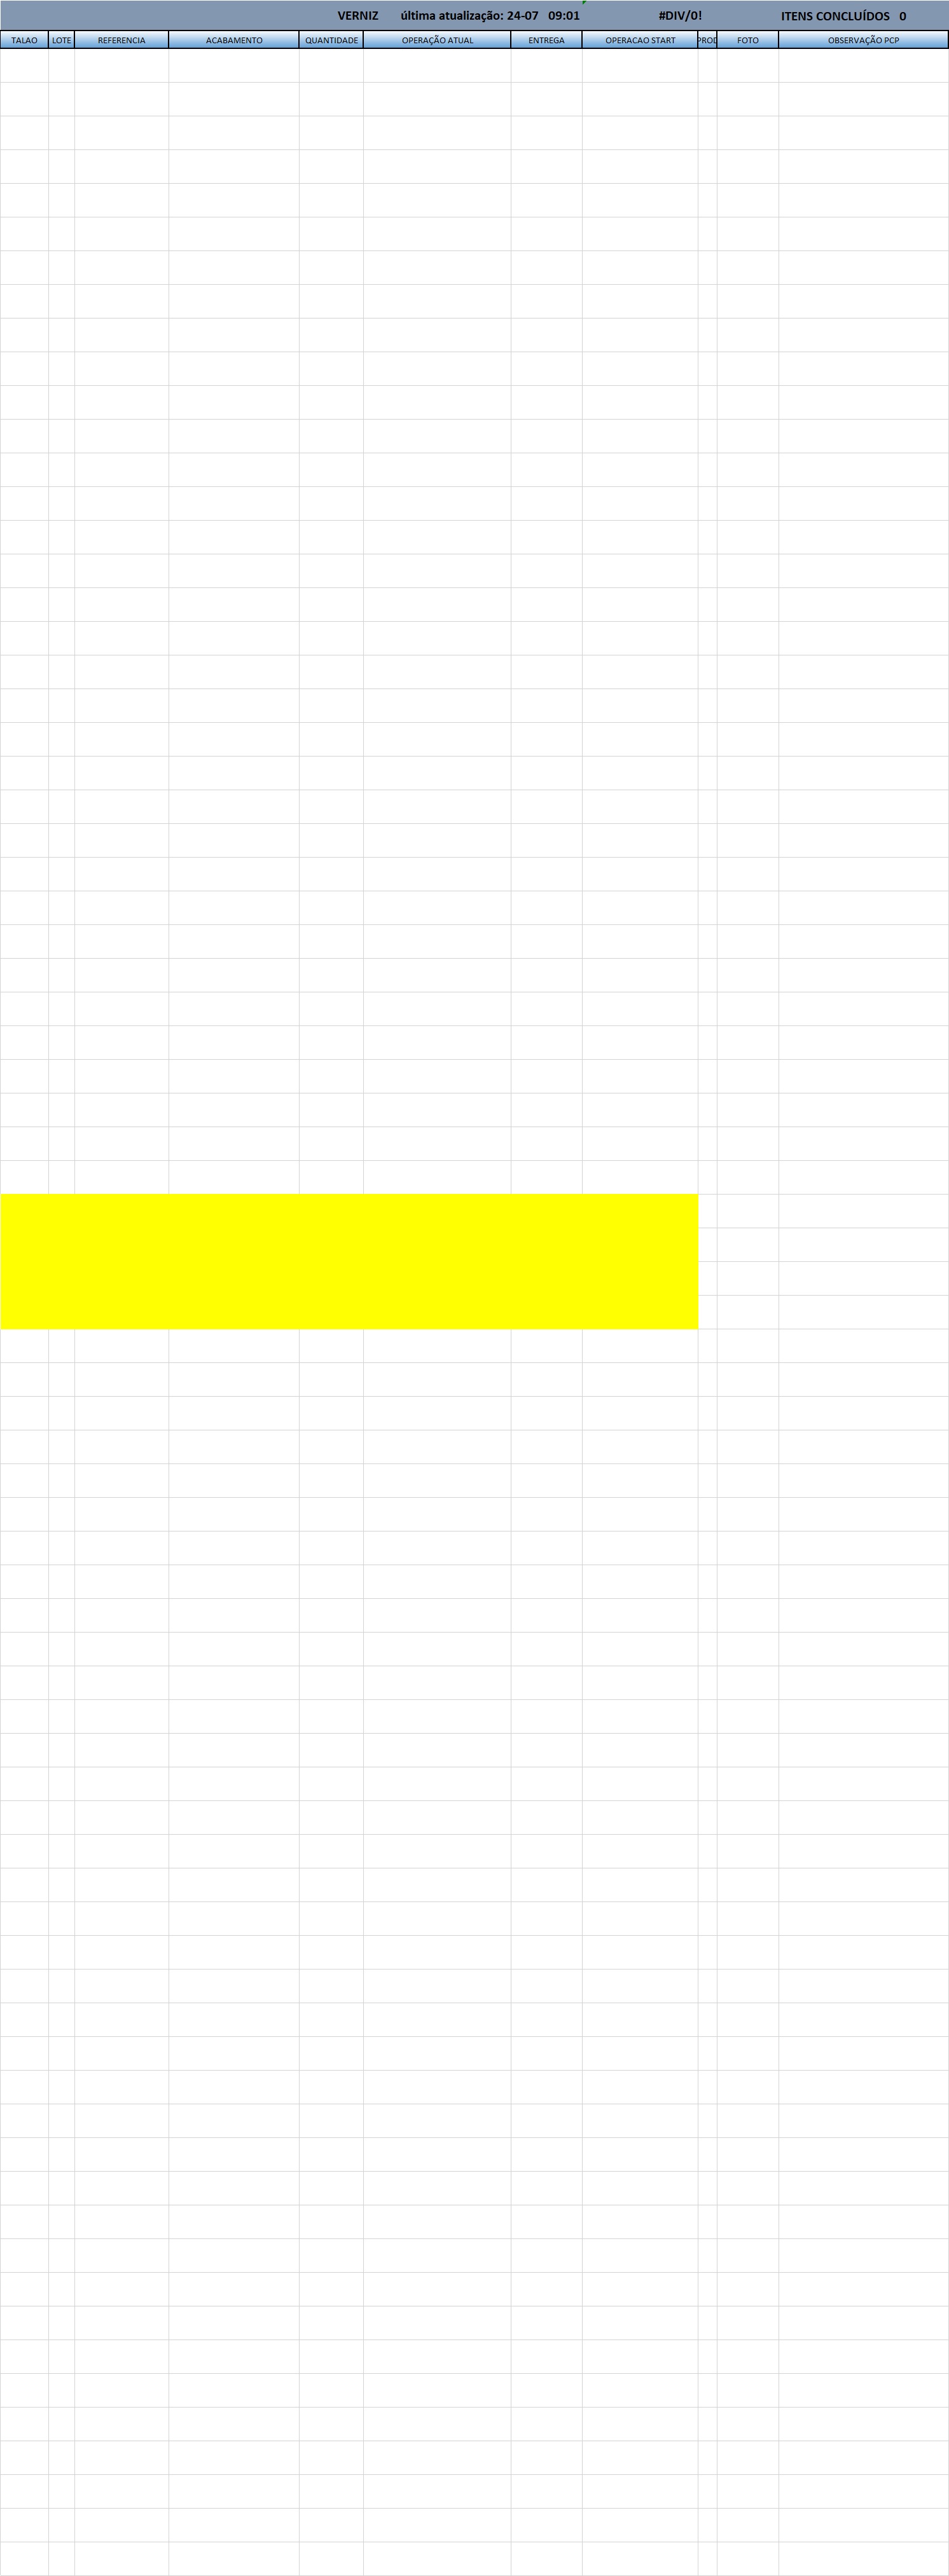 VERNIZ última atualização: 24-07 09:01 #DIV/0! ITENS CONCLUÍDOS 0
TALAO LOTE REFERENCIA ACABAMENTO QUANTIDADE OPERAÇÃO ATUAL ENTREGA OPERACAO START PROD FOTO OBSERVAÇÃO PCP